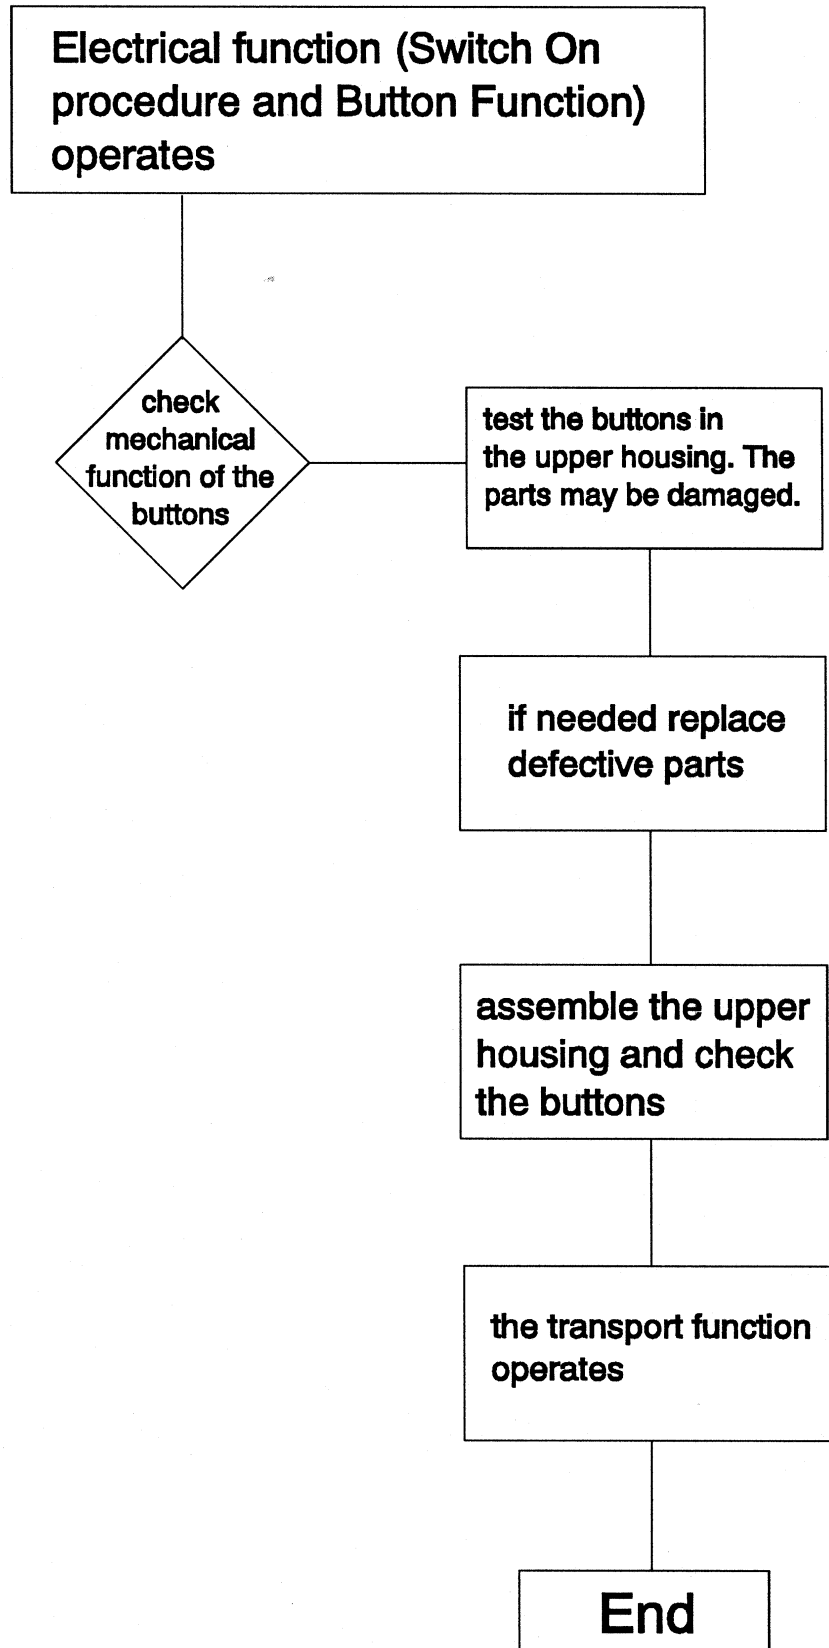 Electrical function (Switch On
procedure and Button Function)
operates
check
mechanical
function of the
buttons
test the buttons in
the upper housing. The
parts may be damaged.
if needed replace
defective parts
assemble the upper
housing and check
the buttons
the transport function
operates
End